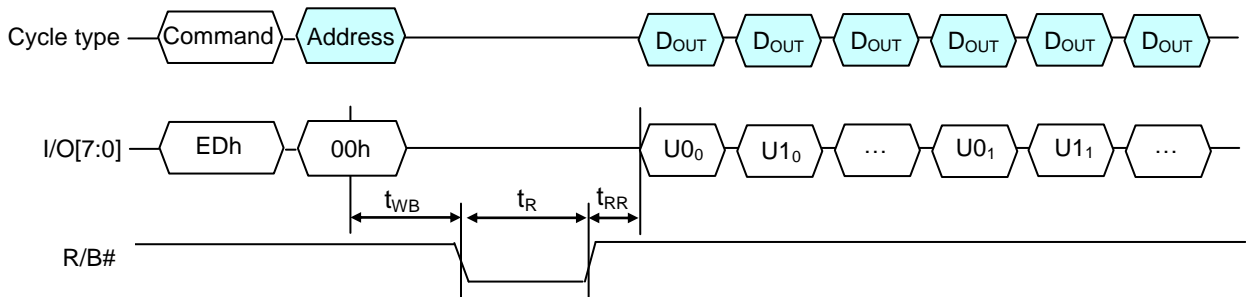 Cycle type Command Address DOUT DOUT DOUT DOUT DOUT DOUT
I/O[7:0] EDh 00h U00 U10 ... U01 U11 ...
tWB tR tRR
R/B#